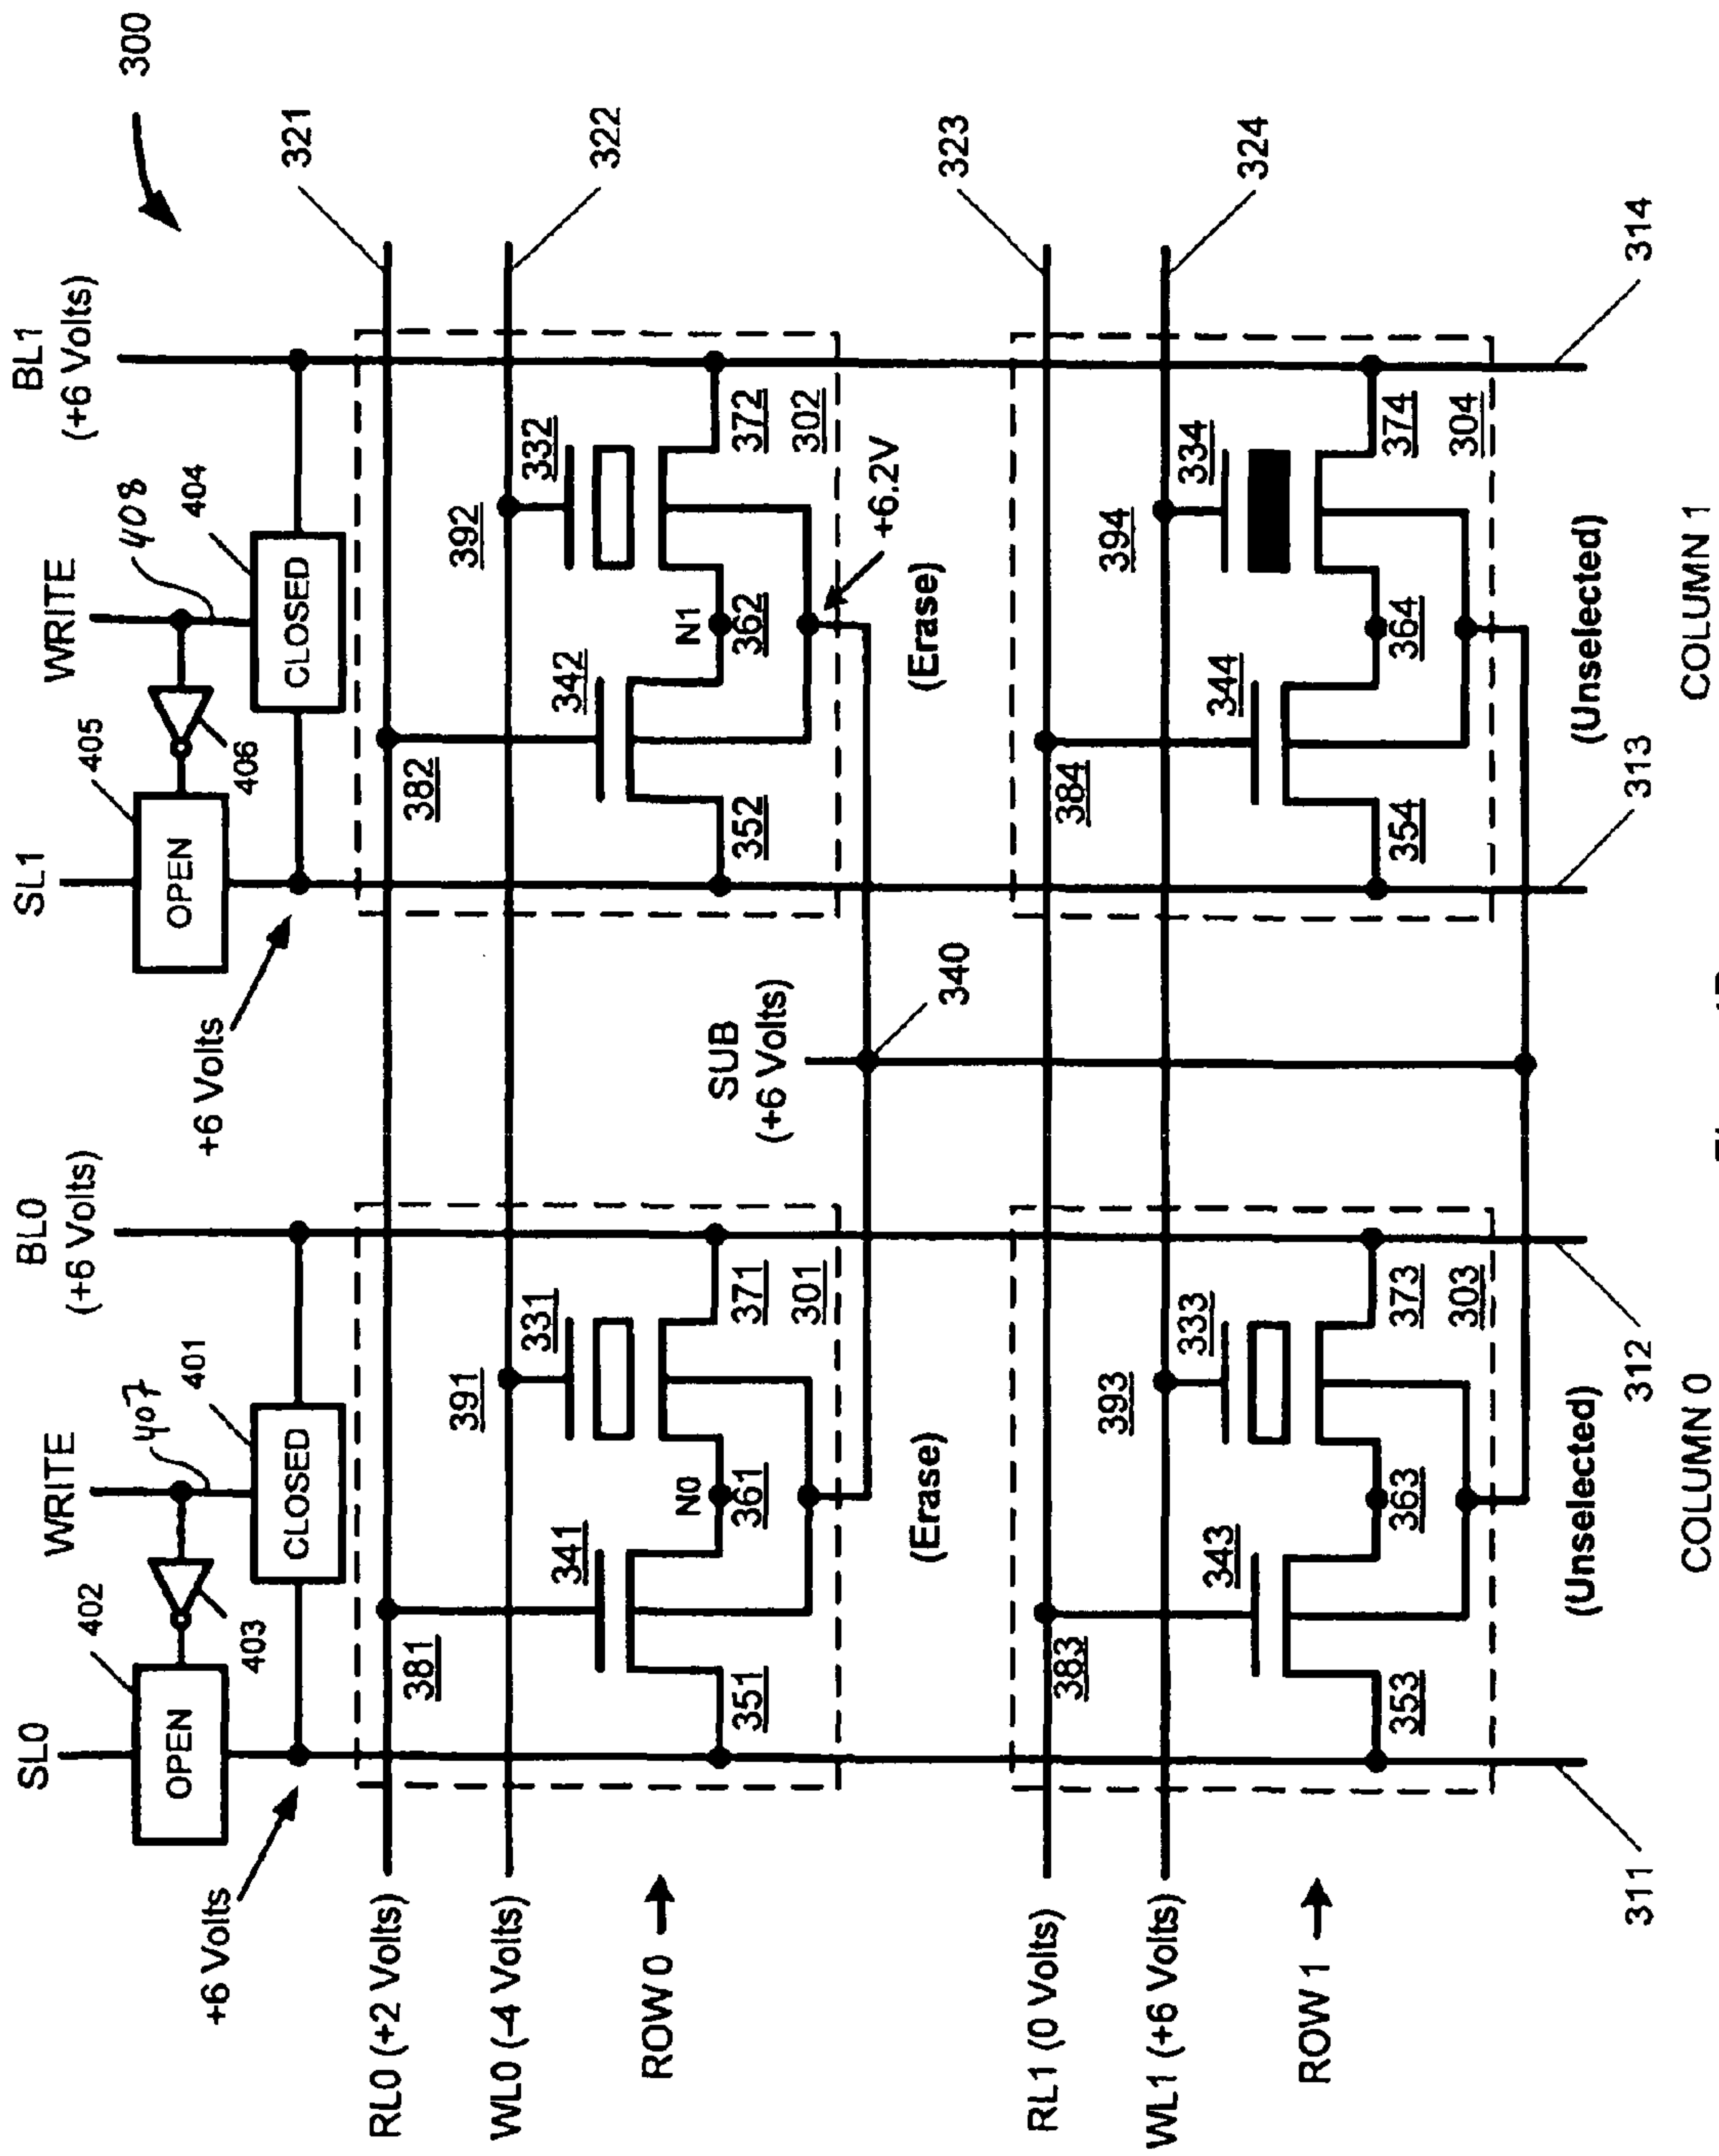 SL0
WRITE
BL0
(+6 Volts)
SL1
WRITE
BL1
(+6 Volts)
300
402
407
401
405
408
404
OPEN
403
CLOSED
OPEN
406
CLOSED
+6 Volts
+6 Volts
321
RL0 (+2 Volts)
381
391
382
392
322
WL0 (-4 Volts)
341
331
342
332
ROW 0
N0
N1
351
361
371
SUB
(+6 Volts)
352
362
372
301
302
+6.2V
(Erase)
340
(Erase)
323
RL1 (0 Volts)
383
393
384
394
324
WL1 (+6 Volts)
343
333
344
334
ROW 1
353
363
373
354
364
374
303
304
(Unselected)
(Unselected)
311
312
313
314
COLUMN 0
COLUMN 1